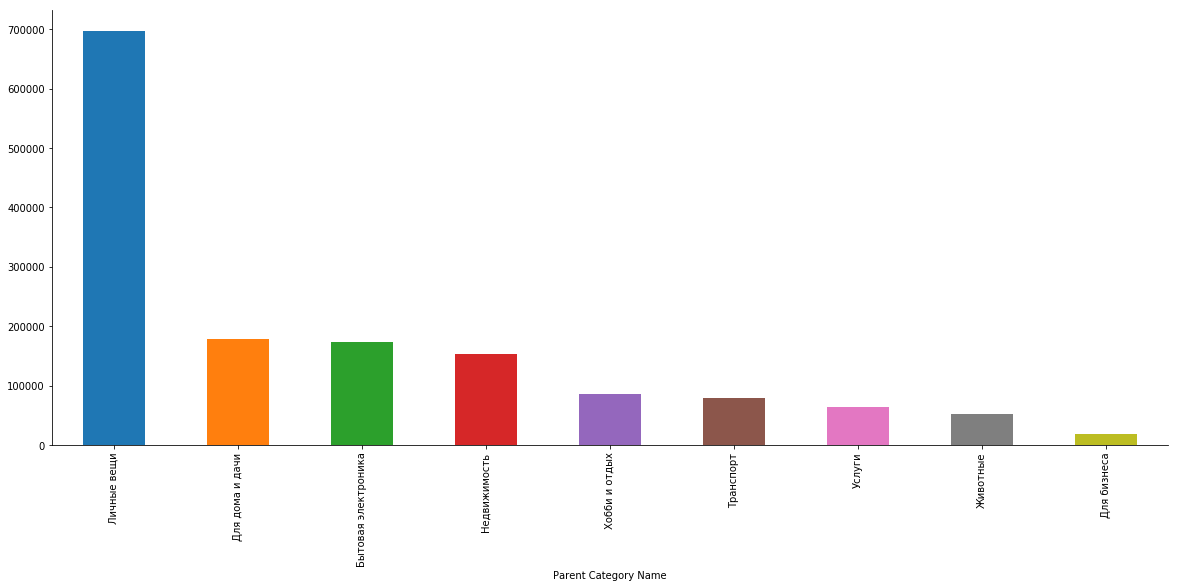 700000
600000
500000
400000
300000
200000
100000
0
Личные вещи
Для дома и дачи
Бытовая электроника
Недвижимость
Хобби и отдых
Транспорт
Услуги
Животные
Для бизнеса
Parent Category Name